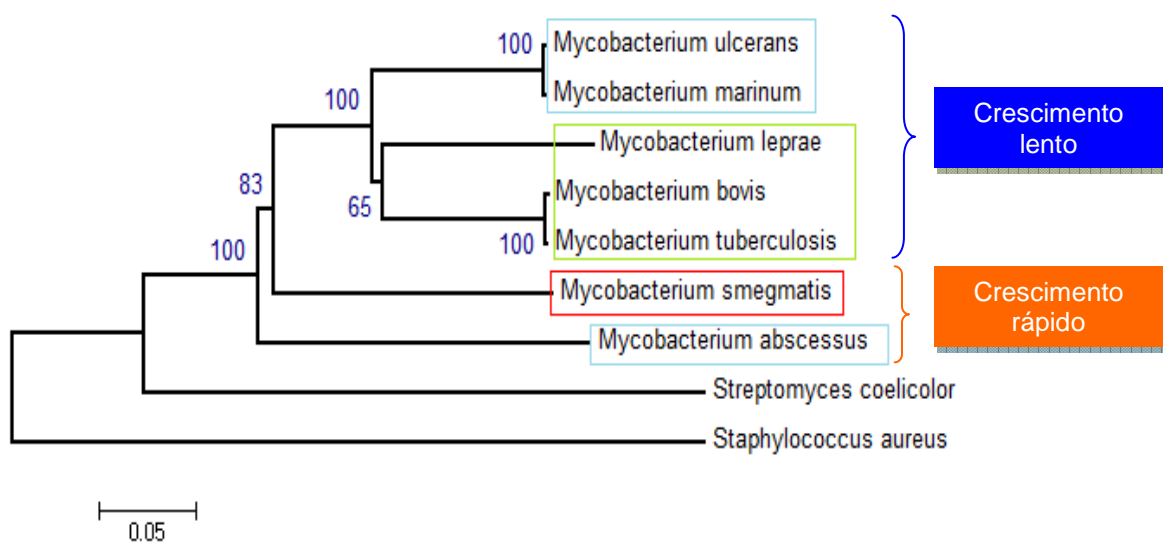 100
Mycobacterium ulcerans
Mycobacterium marinum
100
Mycobacterium leprae
Mycobacterium bovis
65
100
Mycobacterium tuberculosis
83
Mycobacterium smegmatis
100
Mycobacterium abscessus
Streptomyces coelicolor
Staphylococcus aureus
Crescimento
lento
Crescimento
rápido
0.05